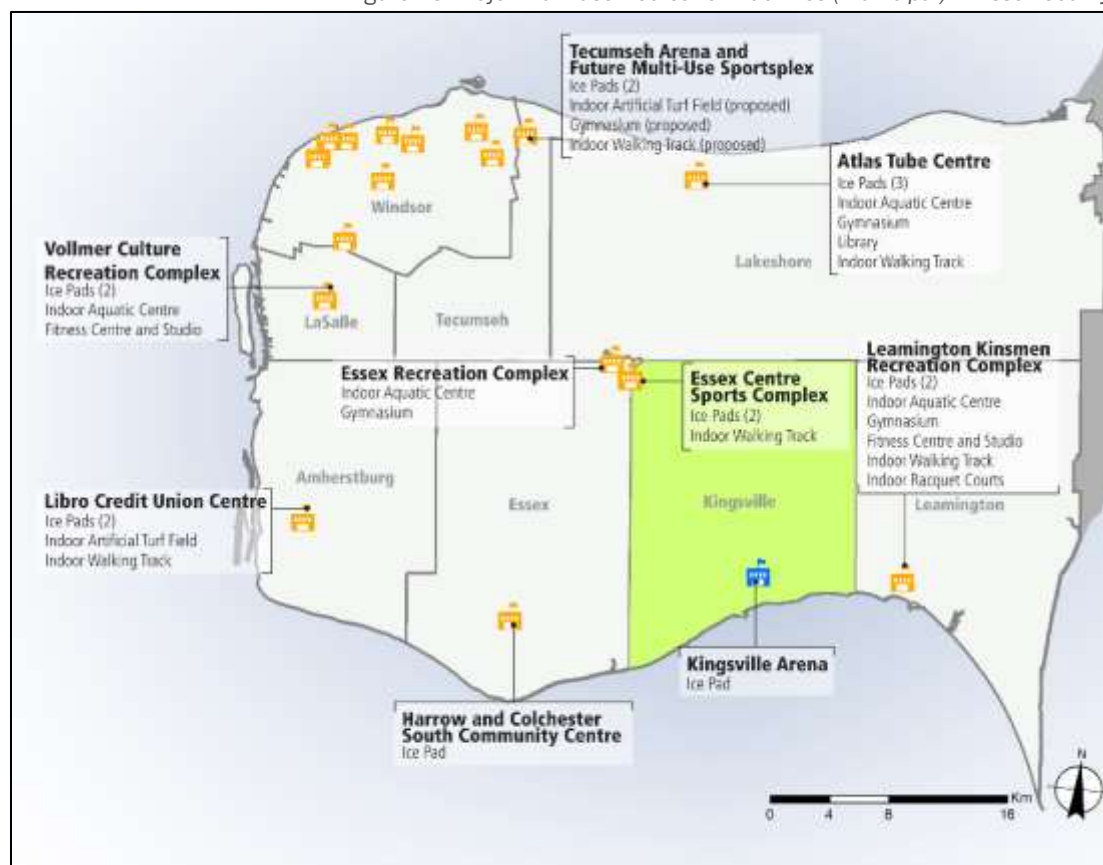 Tecumseh Arena and
Future Multi-Use Sportsplex
Ice Pads (2)
Indoor Artificial Turf Field (proposed)
Gymnasium (proposed)
Indoor Walking Track (proposed)
Atlas Tube Centre
Ice Pads (3)
Indoor Aquatic Centre
Gymnasium
Library
Indoor Walking Track
Windsor
Lakeshore
Vollmer Culture
Recreation Complex
Ice Pads (2)
Indoor Aquatic Centre
Fitness Centre and Studio
LaSalle
Tecumseh
Essex Recreation Complex
Indoor Aquatic Centre
Gymnasium
Essex Centre
Sports Complex
Ice Pads (2)
Indoor Walking Track
Leamington Kinsmen
Recreation Complex
Ice Pads (2)
Indoor Aquatic Centre
Gymnasium
Fitness Centre and Studio
Indoor Walking Track
Indoor Racquet Courts
Amherstburg
Essex
Kingsville
Leamington
Libro Credit Union Centre
Ice Pads (2)
Indoor Artificial Turf Field
Indoor Walking Track
Kingsville Arena
Ice Pad
Harrow and Colchester
South Community Centre
Ice Pad
N
Km
0 4 8 16